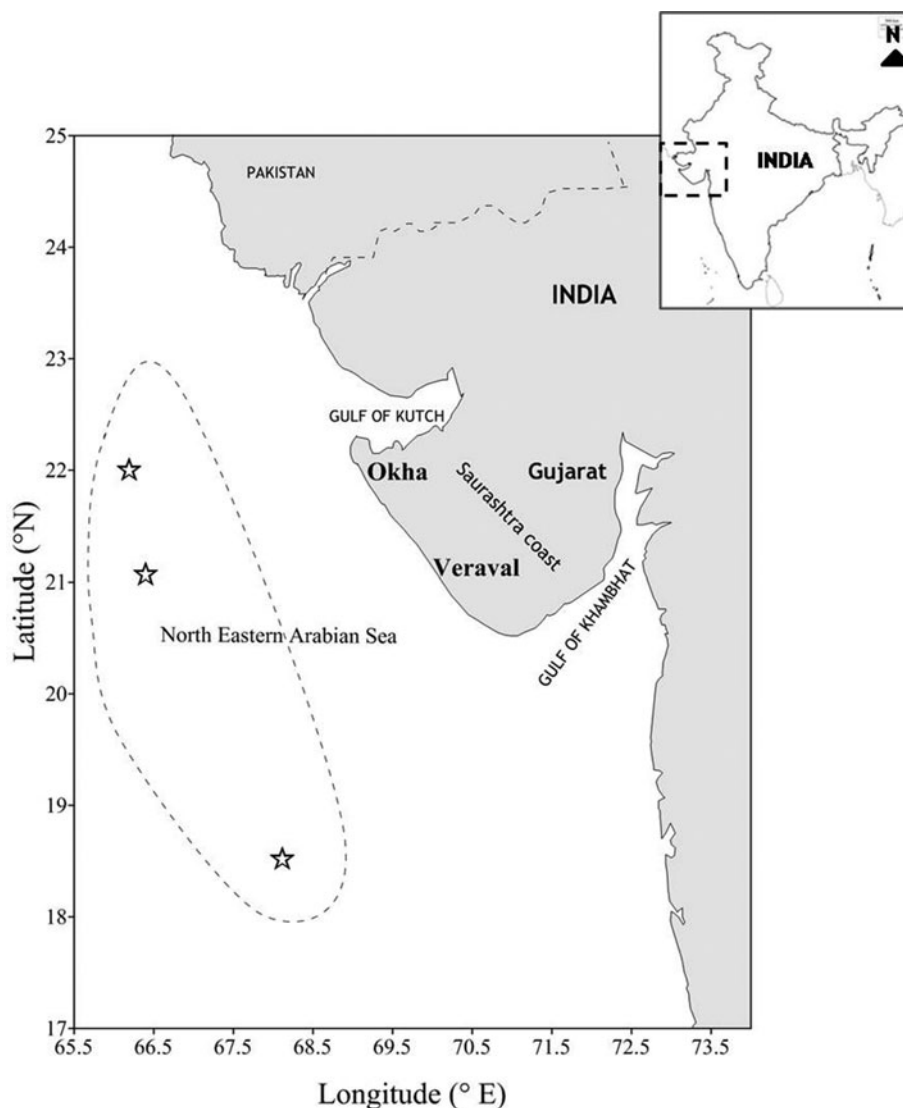 N
INDIA
25
PAKISTAN
24
INDIA
23
GULF OF KUTCH
22
Okha
Saurashtra coast
Gujarat
Latitude (°N)
21
Veraval
GULF OF KHAMBHAT
North Eastern Arabian Sea
20
19
18
17
65.5 66.5 67.5 68.5 69.5 70.5 71.5 72.5 73.5
Longitude (° E)